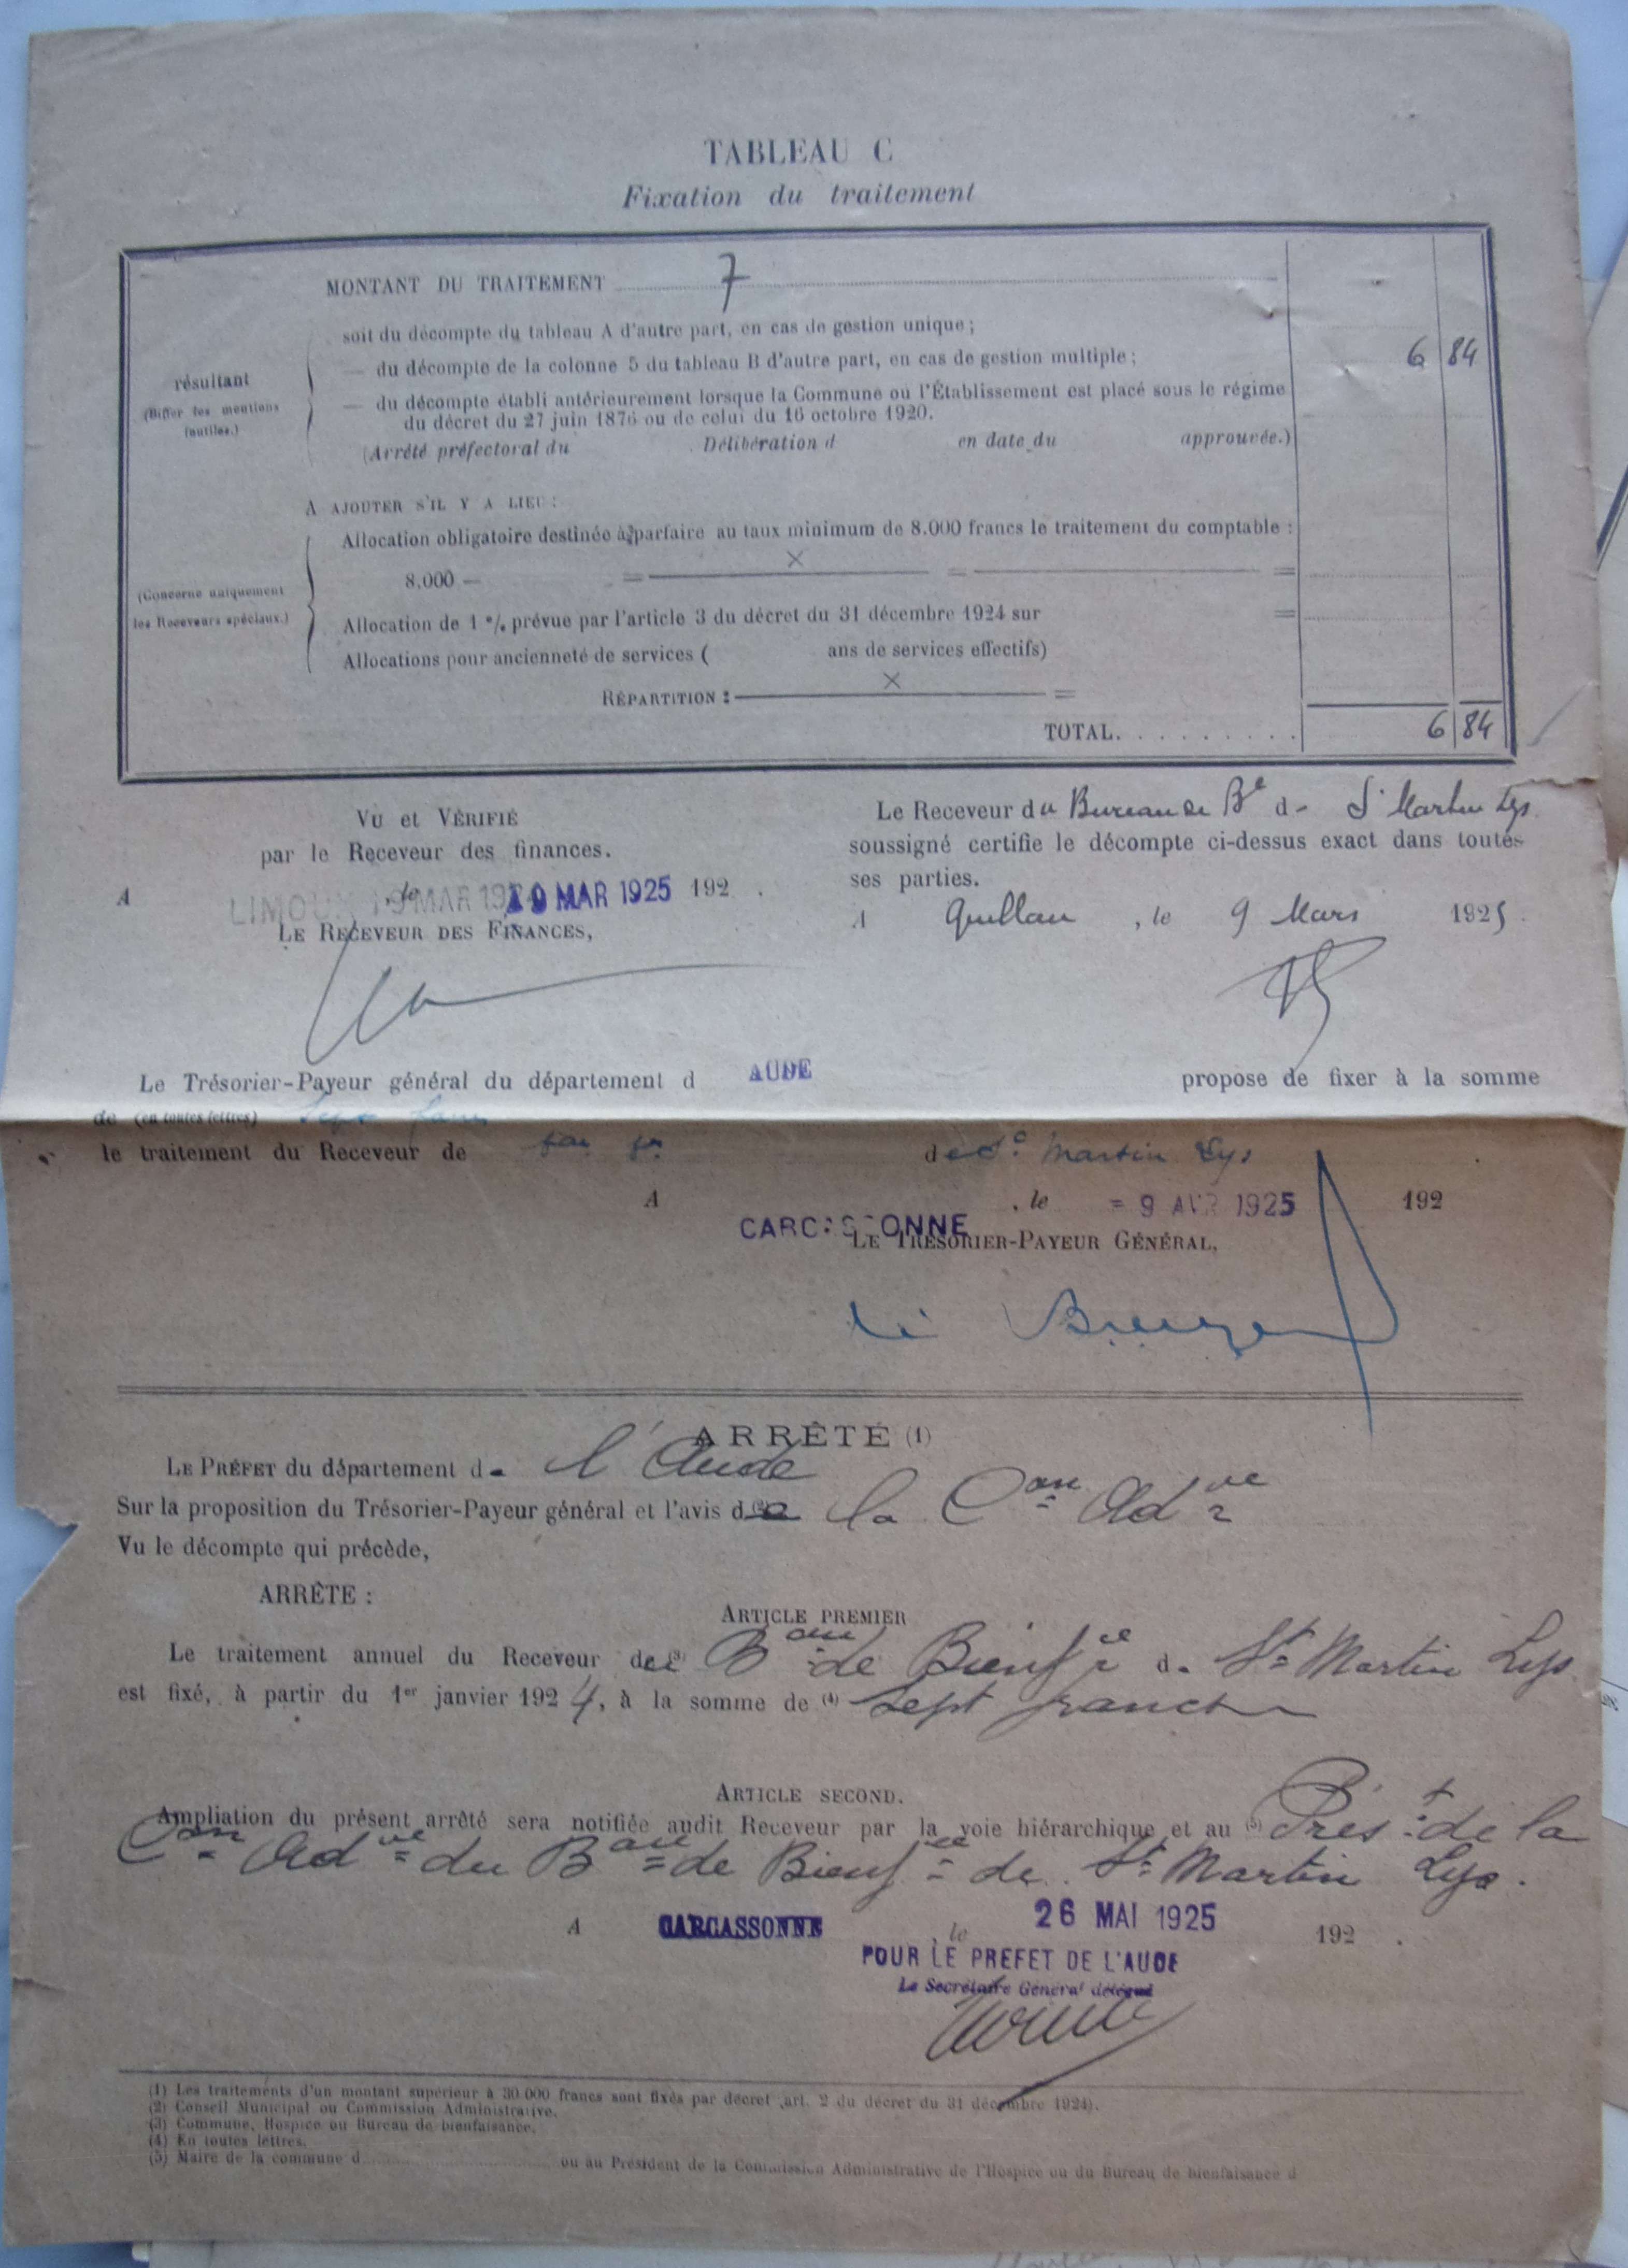 TABLEAU C
Fixation du traitement
MONTANT DU TRAITEMENT 7
soit du décompte du tableau A d'autre part, en cas de gestion unique ;
— du décompte de la colonne 5 du tableau B d'autre part, en cas de gestion multiple ; 6 84
résultant
(Biffer les mentions inutiles.)
— du décompte établi antérieurement lorsque la Commune ou l'Établissement est placé sous le régime
du décret du 27 juin 1876 ou de celui du 16 octobre 1920.
(Arrêté préfectoral du Délibération d en date du approuvée.)
A AJOUTER S'IL Y A LIEU :
Allocation obligatoire destinée à parfaire au taux minimum de 8.000 francs le traitement du comptable :
8.000 — = × = =
(Concerne uniquement
les Receveurs spéciaux.)
Allocation de 1 % prévue par l'article 3 du décret du 31 décembre 1924 sur =
Allocations pour ancienneté de services ( ans de services effectifs)
RÉPARTITION : × =
TOTAL. . . . . . . . . . 6 84
VU et VÉRIFIÉ
par le Receveur des finances.
A LIMOUX, le 19 MAR 1925 192 .
LE RECEVEUR DES FINANCES,
Le Receveur du Bureau de Bce d- St Martin Lys
soussigné certifie le décompte ci-dessus exact dans toutes
ses parties.
A Quillan, le 9 Mars 1925.
Le Trésorier-Payeur général du département d AUDE propose de fixer à la somme
de (en toutes lettres) Sept francs
le traitement du Receveur de de St Martin Lys
A CARCASSONNE, le = 9 AVR 1925 192
LE TRÉSORIER-PAYEUR GÉNÉRAL,
ARRÊTÉ (1)
LE PRÉFET du département de l'Aude
Sur la proposition du Trésorier-Payeur général et l'avis de (2) la Con Adve
Vu le décompte qui précède,
ARRÊTE :
ARTICLE PREMIER
Le traitement annuel du Receveur du (3) Bau de Bienfce d. St Martin Lys
est fixé, à partir du 1er janvier 1924, à la somme de (4) Sept francs
ARTICLE SECOND.
Ampliation du présent arrêté sera notifiée audit Receveur par la voie hiérarchique et au (5) Prést de la
Con Adve du Bau de Bienfce de St Martin Lys.
A CARCASSONNE le 26 MAI 1925 192 .
POUR LE PREFET DE L'AUDE
Le Secrétaire Général délégué
(1) Les traitements d'un montant supérieur à 30.000 francs sont fixés par décret (art. 2 du décret du 31 décembre 1924).
(2) Conseil Municipal ou Commission Administrative.
(3) Commune, Hospice ou Bureau de bienfaisance.
(4) En toutes lettres.
(5) Maire de la commune d ou au Président de la Commission Administrative de l'Hospice ou du Bureau de bienfaisance d